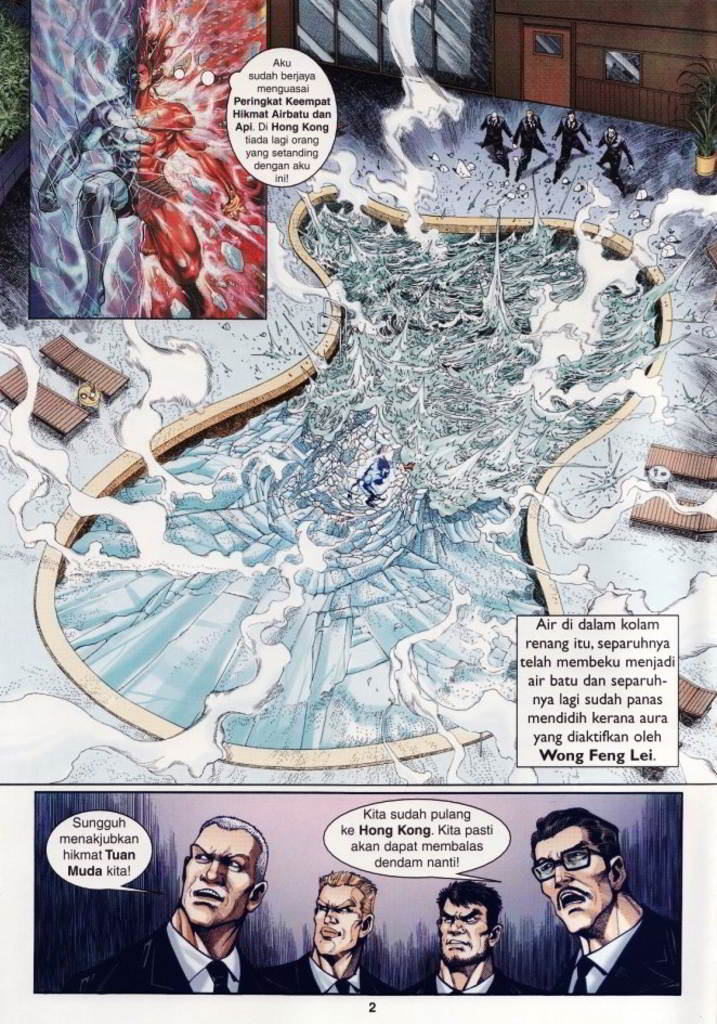 Aku
sudah berjaya
menguasai
Peringkat Keempat
Hikmat Airbatu dan
Api. Di Hong Kong
tiada lagi orang
yang setanding
dengan aku
ini!
Air di dalam kolam
renang itu, separuhnya
telah membeku menjadi
air batu dan separuh-
nya lagi sudah panas
mendidih kerana aura
yang diaktifkan oleh
Wong Feng Lei.
Sungguh
menakjubkan
hikmat Tuan
Muda kita!
Kita sudah pulang
ke Hong Kong. Kita pasti
akan dapat membalas
dendam nanti!
2